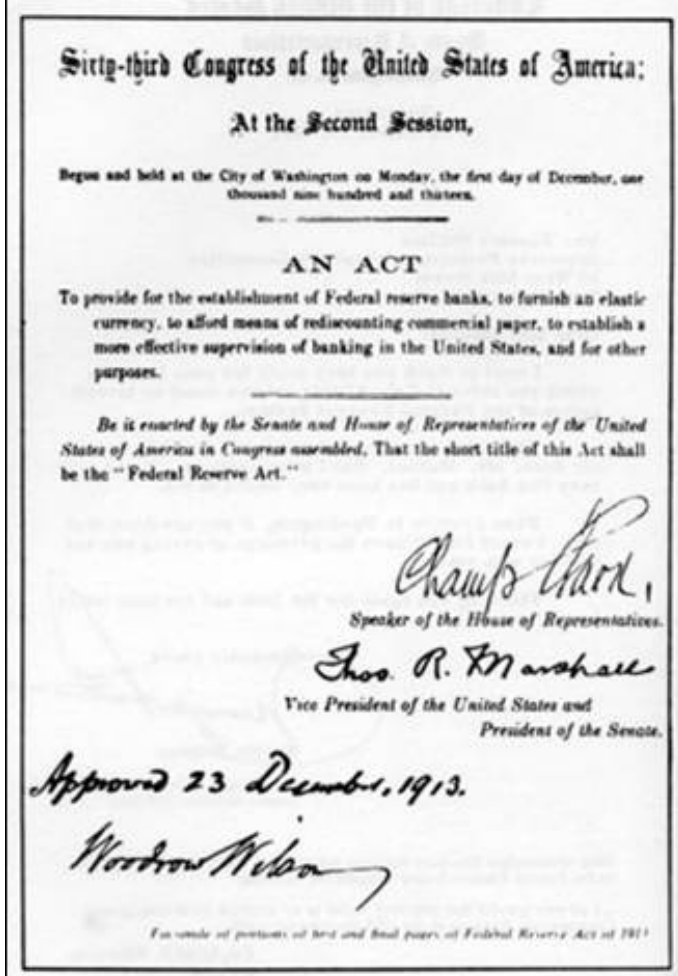 Sixty-third Congress of the United States of America;
At the Second Session,
Begun and held at the City of Washington on Monday, the first day of December, one
thousand nine hundred and thirteen.
AN ACT
To provide for the establishment of Federal reserve banks, to furnish an elastic
currency, to afford means of rediscounting commercial paper, to establish a
more effective supervision of banking in the United States, and for other
purposes.
Be it enacted by the Senate and House of Representatives of the United
States of America in Congress assembled, That the short title of this Act shall
be the "Federal Reserve Act."
Champ Clark,
Speaker of the House of Representatives.
Thos. R. Marshall
Vice President of the United States and
President of the Senate.
Approved 23 December, 1913.
Woodrow Wilson
Facsimile of portions of first and final pages of Federal Reserve Act of 1913